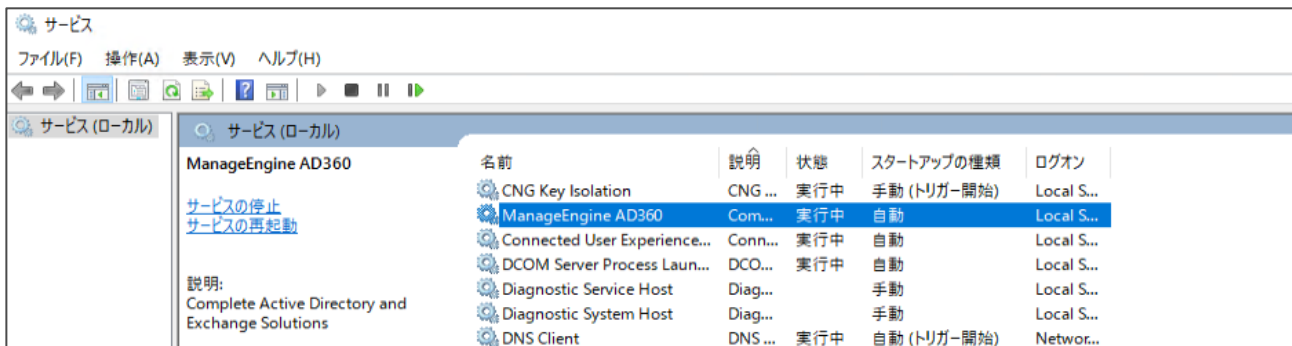 サービス
ファイル(F) 操作(A) 表示(V) ヘルプ(H)
サービス (ローカル)
サービス (ローカル)
ManageEngine AD360
サービスの停止
サービスの再起動
説明:
Complete Active Directory and
Exchange Solutions
名前 説明 状態 スタートアップの種類 ログオン
CNG Key Isolation CNG ... 実行中 手動 (トリガー開始) Local S...
ManageEngine AD360 Com... 実行中 自動 Local S...
Connected User Experience... Conn... 実行中 自動 Local S...
DCOM Server Process Laun... DCO... 実行中 自動 Local S...
Diagnostic Service Host Diag... 手動 Local S...
Diagnostic System Host Diag... 手動 Local S...
DNS Client DNS ... 実行中 自動 (トリガー開始) Networ...